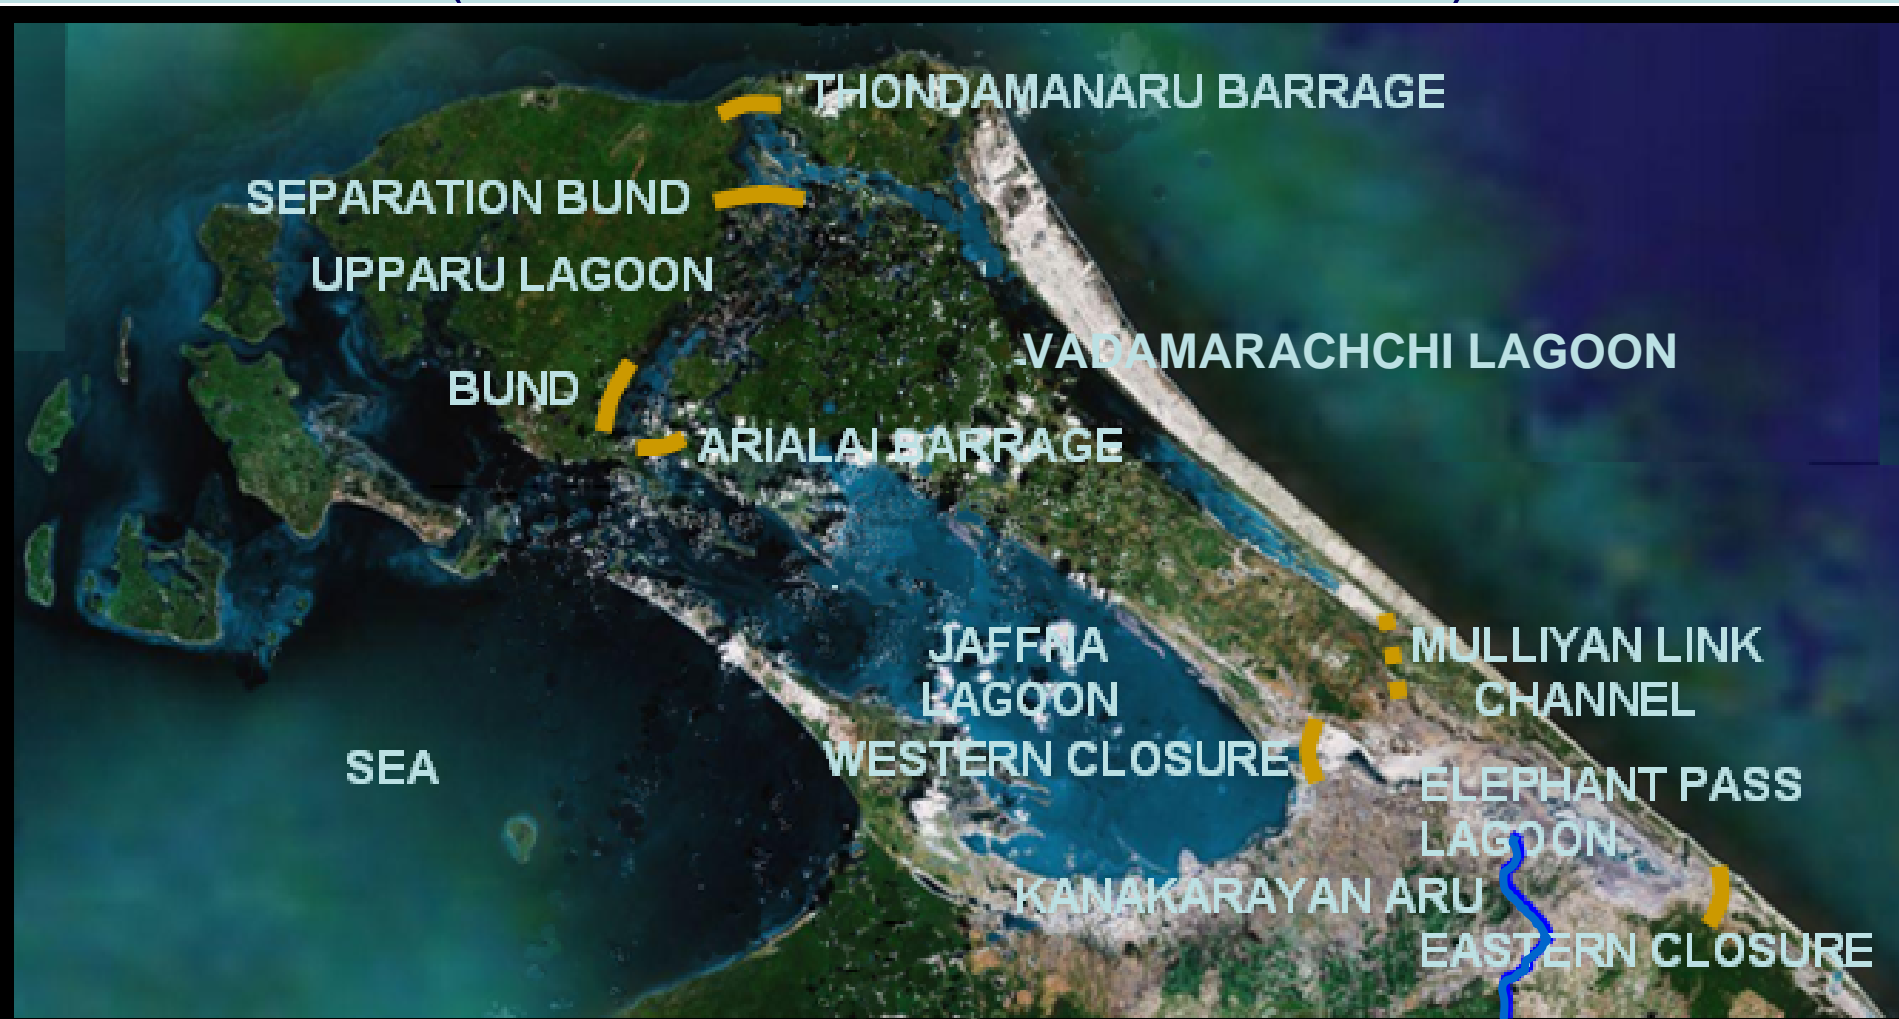 THONDAMANARU BARRAGE
SEPARATION BUND
UPPARU LAGOON
VADAMARACHCHI LAGOON
BUND
ARIALAI BARRAGE
JAFFNA
LAGOON
MULLIYAN LINK
CHANNEL
WESTERN CLOSURE
SEA
ELEPHANT PASS
LAGOON
KANAKARAYAN ARU
EASTERN CLOSURE